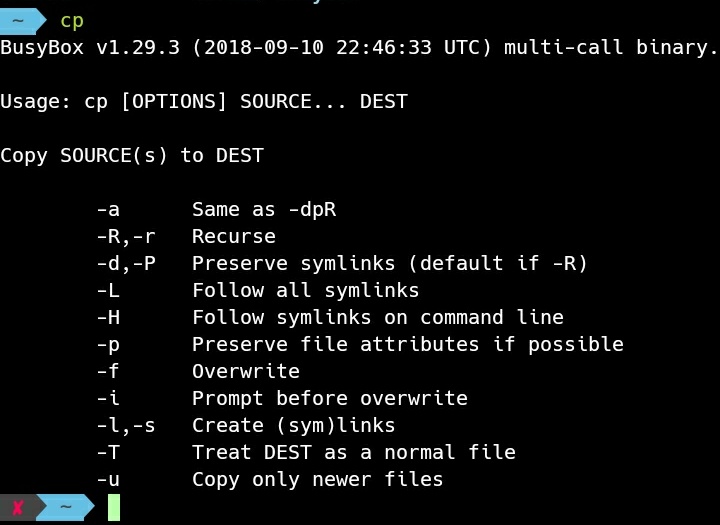 ~ cp
BusyBox v1.29.3 (2018-09-10 22:46:33 UTC) multi-call binary.
Usage: cp [OPTIONS] SOURCE... DEST
Copy SOURCE(s) to DEST
-a Same as -dpR
-R,-r Recurse
-d,-P Preserve symlinks (default if -R)
-L Follow all symlinks
-H Follow symlinks on command line
-p Preserve file attributes if possible
-f Overwrite
-i Prompt before overwrite
-l,-s Create (sym)links
-T Treat DEST as a normal file
-u Copy only newer files
✘ ~